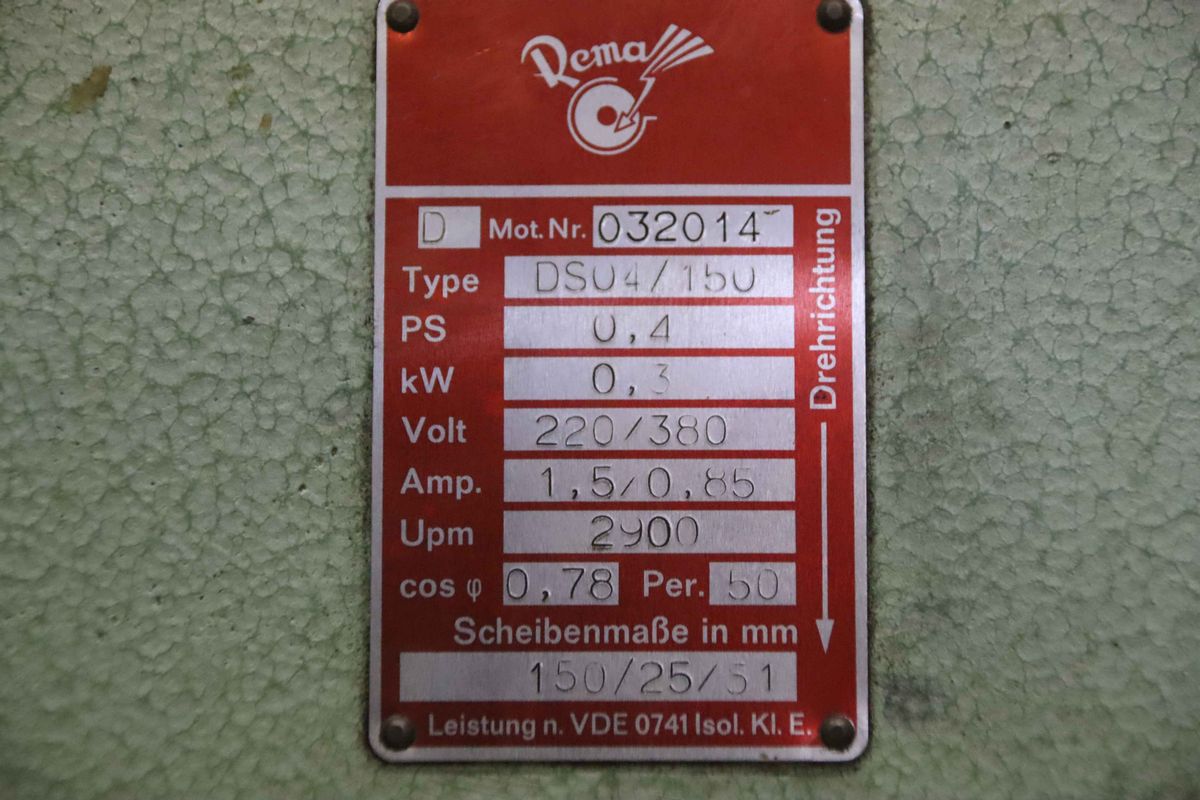 Rema
D Mot. Nr. 032014
Type DS04/150
PS 0,4
kW 0,3
Volt 220/380
Amp. 1,5/0,85
Upm 2900
cos φ 0,78 Per. 50
Scheibenmaße in mm
150/25/51
Leistung n. VDE 0741 Isol. Kl. E.
Drehrichtung